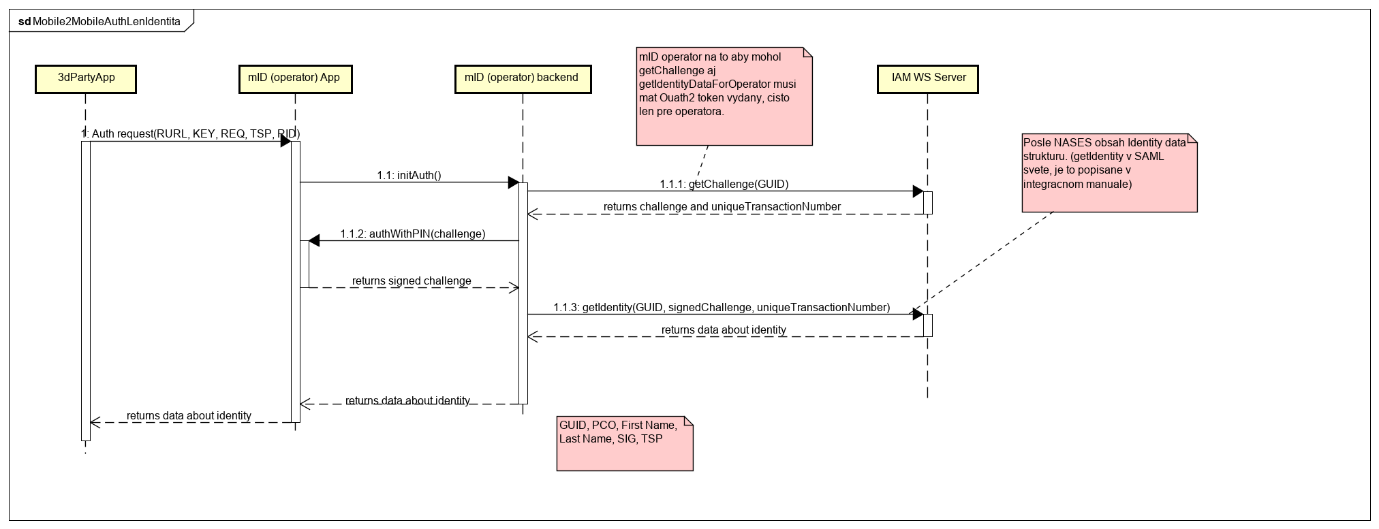 sd Mobile2MobileAuthLenIdentita
3dPartyApp
mID (operator) App
mID (operator) backend
IAM WS Server
mID operator na to aby mohol
getChallenge aj
getIdentityDataForOperator musi
mat Ouath2 token vydany, cisto
len pre operatora.
Posle NASES obsah Identity data
strukturu. (getIdentity v SAML
svete, je to popisane v
integracnom manuale)
1: Auth request(RURL, KEY, REQ, TSP, PID)
1.1: initAuth()
1.1.1: getChallenge(GUID)
returns challenge and uniqueTransactionNumber
1.1.2: authWithPIN(challenge)
returns signed challenge
1.1.3: getIdentity(GUID, signedChallenge, uniqueTransactionNumber)
returns data about identity
returns data about identity
returns data about identity
GUID, PCO, First Name,
Last Name, SIG, TSP